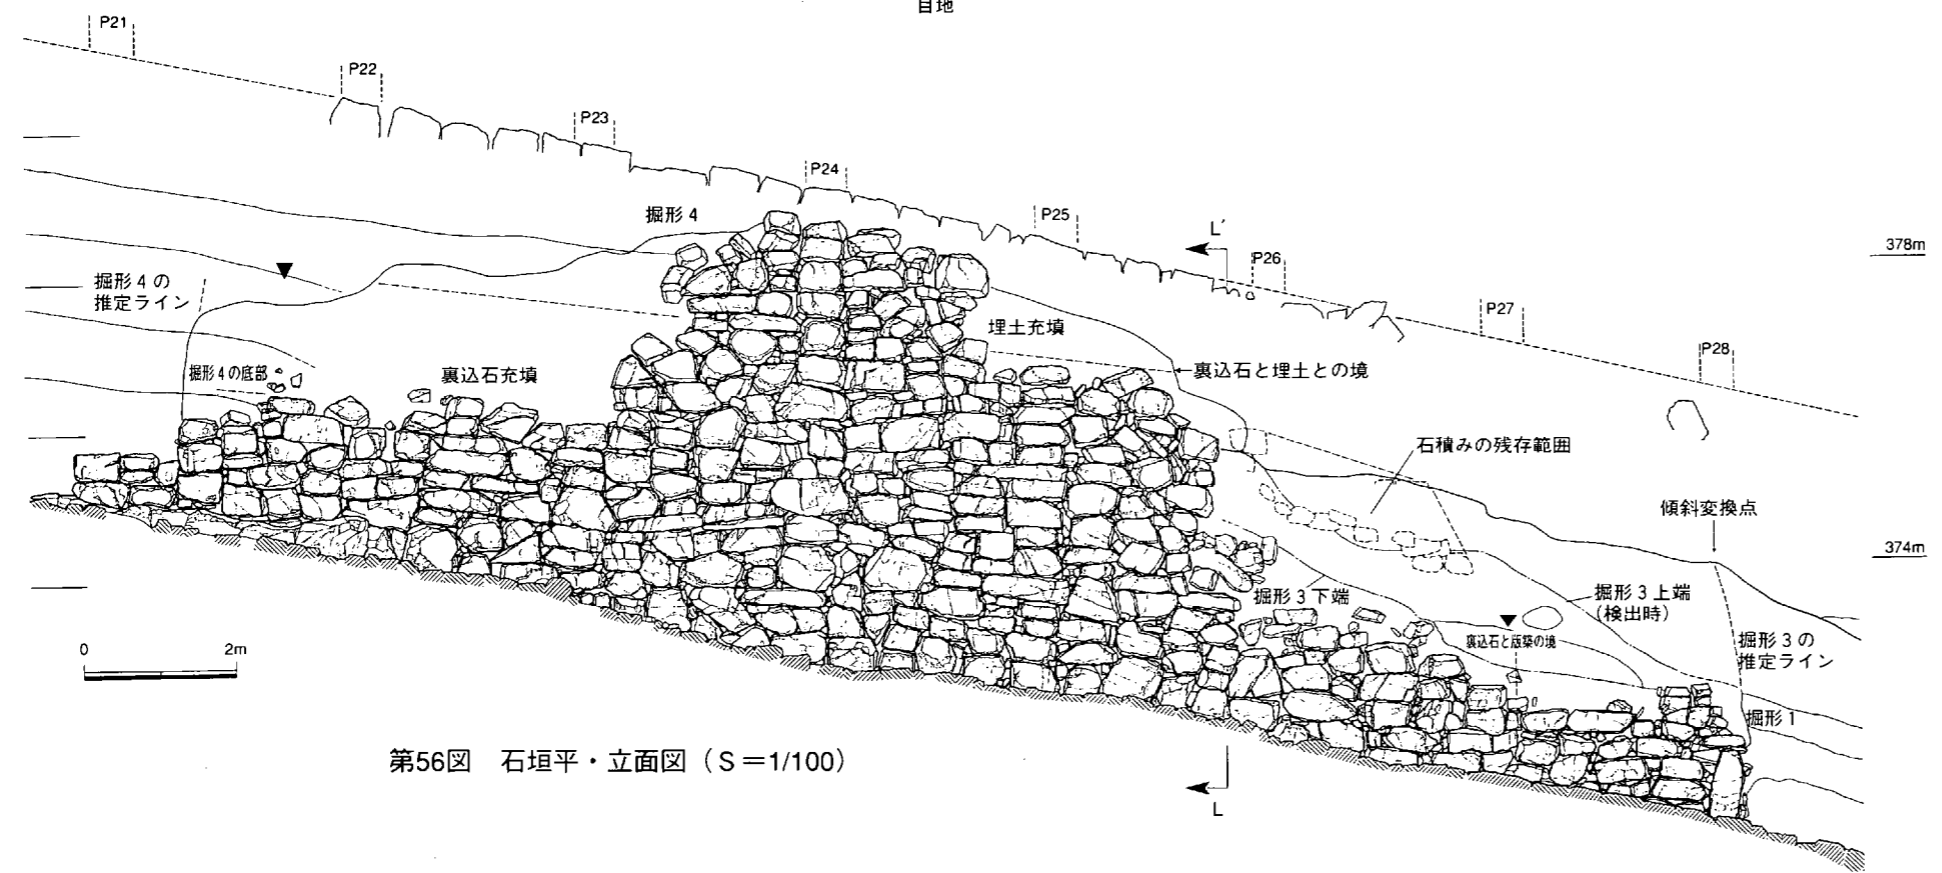 目地
P21
P22
P23
P24
P25
P26
P27
P28
L´
378m
掘形4
掘形4の
推定ライン
掘形4の底部
裏込石充填
埋土充填
裏込石と埋土との境
石積みの残存範囲
傾斜変換点
374m
掘形3下端
掘形3上端
(検出時)
裏込石と版築の境
掘形3の
推定ライン
掘形1
0 2m
第56図 石垣平・立面図(S=1/100)
L